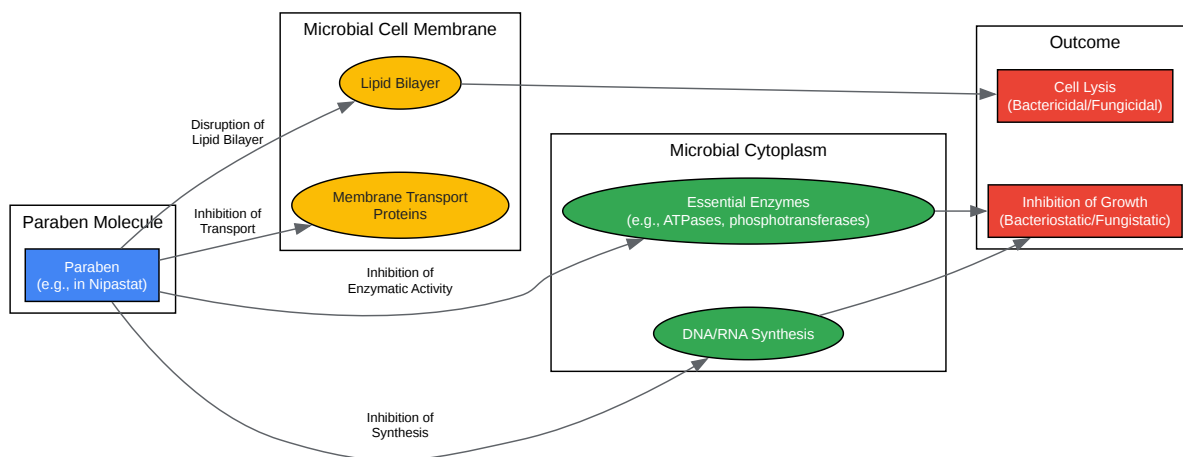 Microbial Cell Membrane
Lipid Bilayer
Membrane Transport
Proteins
Outcome
Cell Lysis
(Bactericidal/Fungicidal)
Inhibition of Growth
(Bacteriostatic/Fungistatic)
Disruption of
Lipid Bilayer
Microbial Cytoplasm
Essential Enzymes
(e.g., ATPases, phosphotransferases)
DNA/RNA Synthesis
Paraben Molecule
Paraben
(e.g., in Nipastat)
Inhibition of
Transport
Inhibition of
Enzymatic Activity
Inhibition of
Synthesis